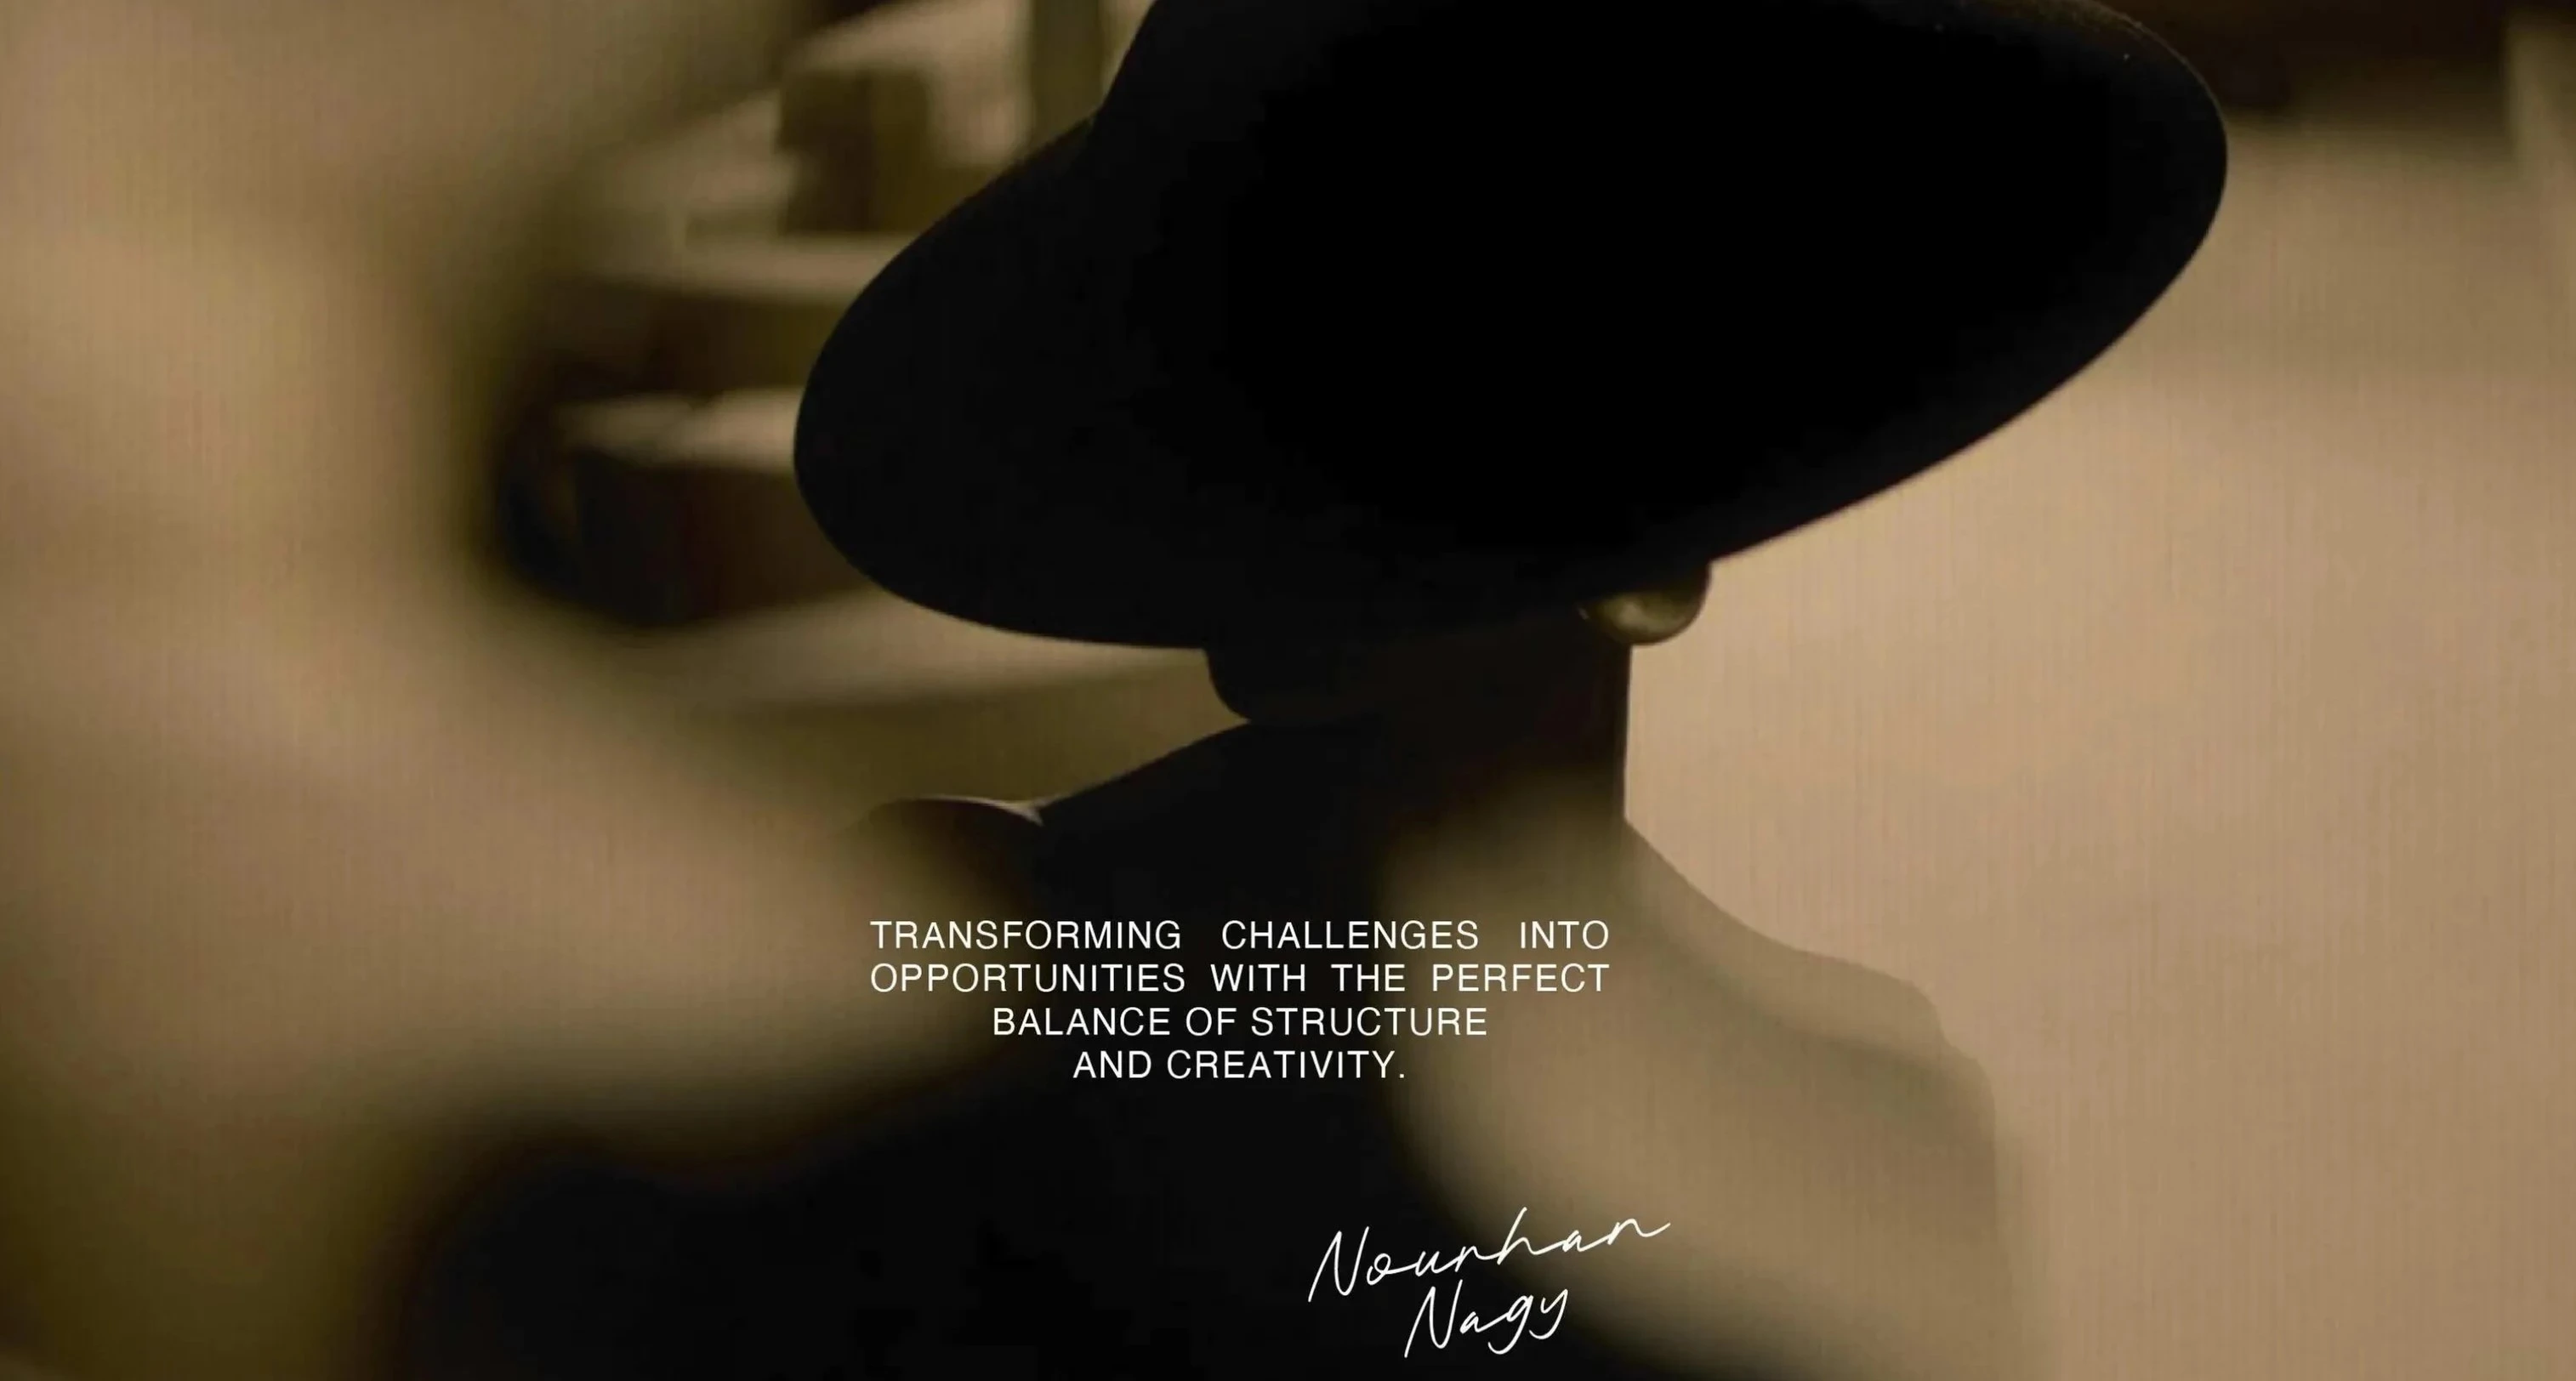 TRANSFORMING CHALLENGES INTO
OPPORTUNITIES WITH THE PERFECT
BALANCE OF STRUCTURE
AND CREATIVITY.
Nourhan
Nagy